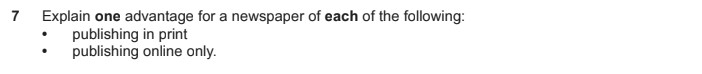 7 Explain one advantage for a newspaper of each of the following:
• publishing in print
• publishing online only.